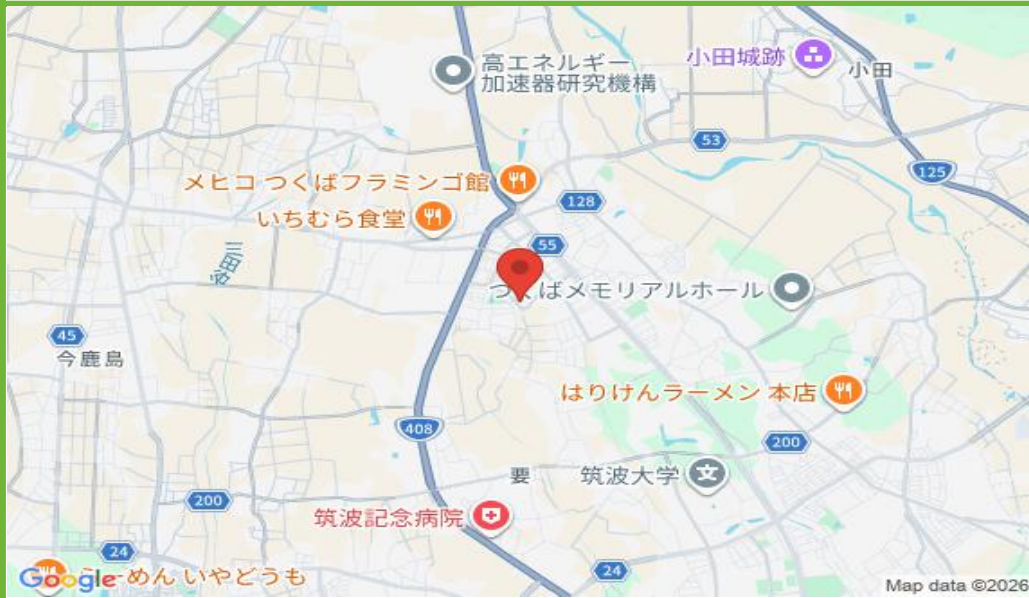 高エネルギー
加速器研究機構
小田城跡
小田
53
125
メヒコ つくばフラミンゴ館
128
いちむら食堂
55
つくばメモリアルホール
45
今鹿島
はりけんラーメン 本店
408
200
要
筑波大学
200
筑波記念病院
24
24
らーめん いやどうも
Google
Map data ©2026